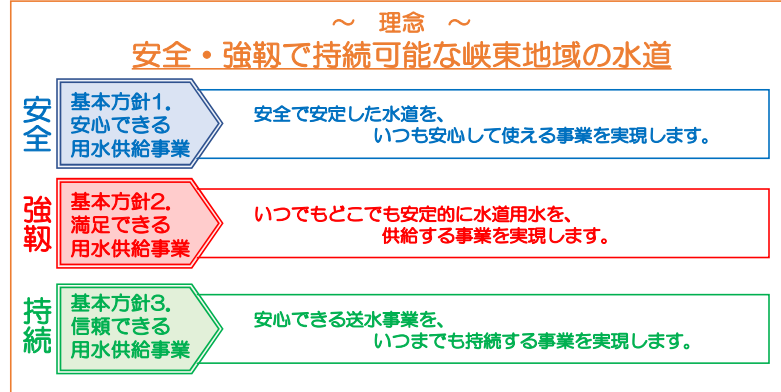 ～　理念　～
安全・強靱で持続可能な峡東地域の水道
安全
基本方針1.
安心できる
用水供給事業
安全で安定した水道を、
いつも安心して使える事業を実現します。
強靱
基本方針2.
満足できる
用水供給事業
いつでもどこでも安定的に水道用水を、
供給する事業を実現します。
持続
基本方針3.
信頼できる
用水供給事業
安心できる送水事業を、
いつまでも持続する事業を実現します。